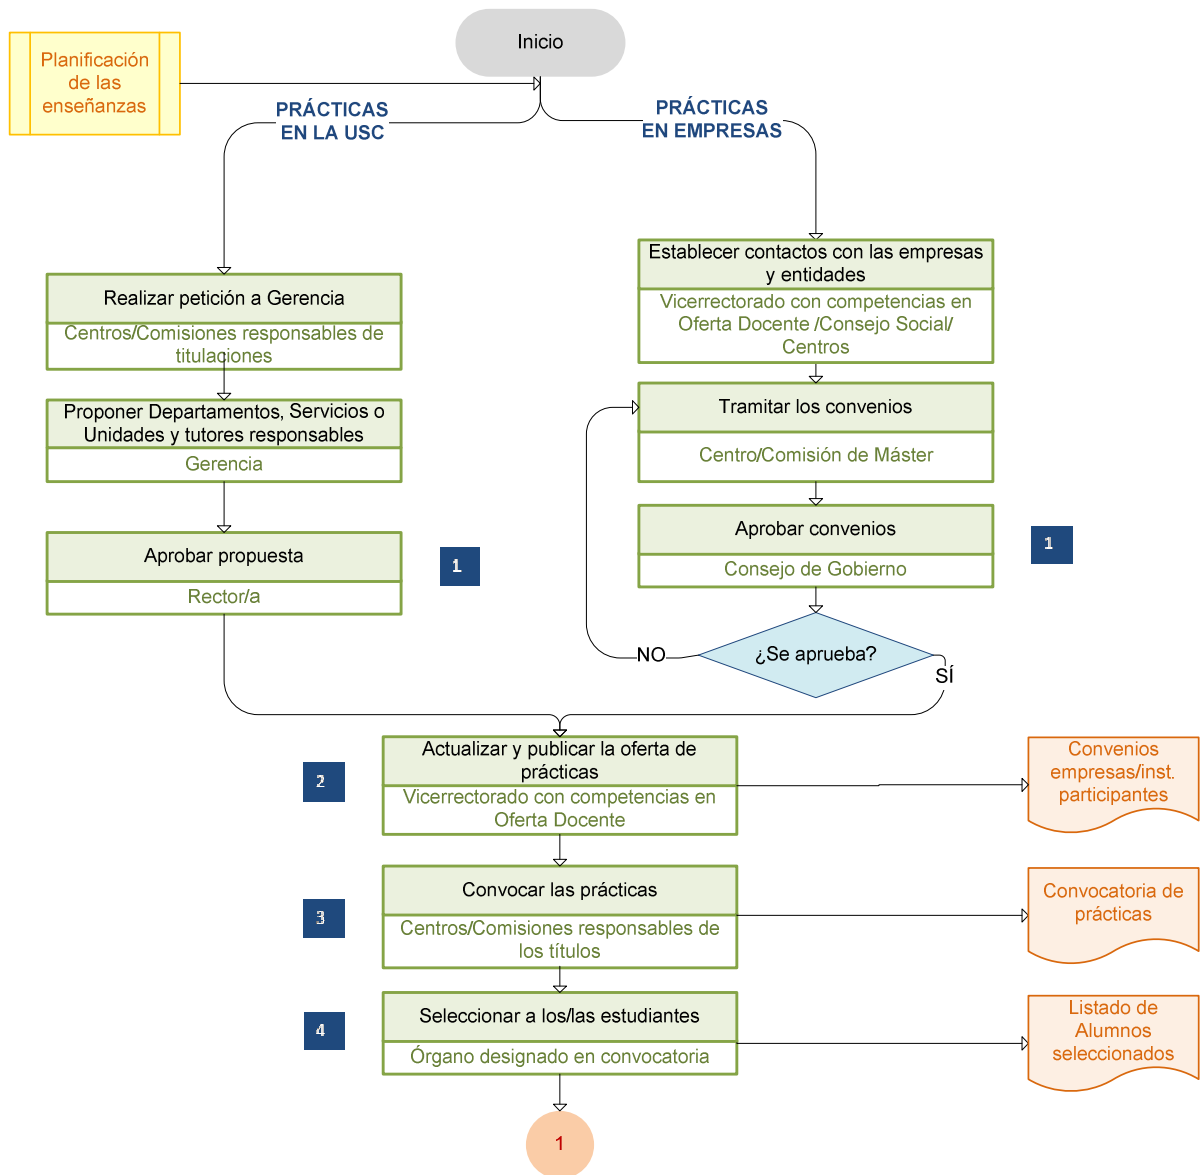 Inicio
Planificación
de las
enseñanzas
PRÁCTICAS
EN LA USC
PRÁCTICAS
EN EMPRESAS
Realizar petición a Gerencia
Centros/Comisiones responsables de
titulaciones
Proponer Departamentos, Servicios o
Unidades y tutores responsables
Gerencia
Aprobar propuesta
Rector/a
1
Establecer contactos con las empresas
y entidades
Vicerrectorado con competencias en
Oferta Docente /Consejo Social/
Centros
Tramitar los convenios
Centro/Comisión de Máster
Aprobar convenios
Consejo de Gobierno
1
¿Se aprueba?
NO
SÍ
2
Actualizar y publicar la oferta de
prácticas
Vicerrectorado con competencias en
Oferta Docente
Convenios
empresas/inst.
participantes
3
Convocar las prácticas
Centros/Comisiones responsables de
los títulos
Convocatoria de
prácticas
4
Seleccionar a los/las estudiantes
Órgano designado en convocatoria
Listado de
Alumnos
seleccionados
1